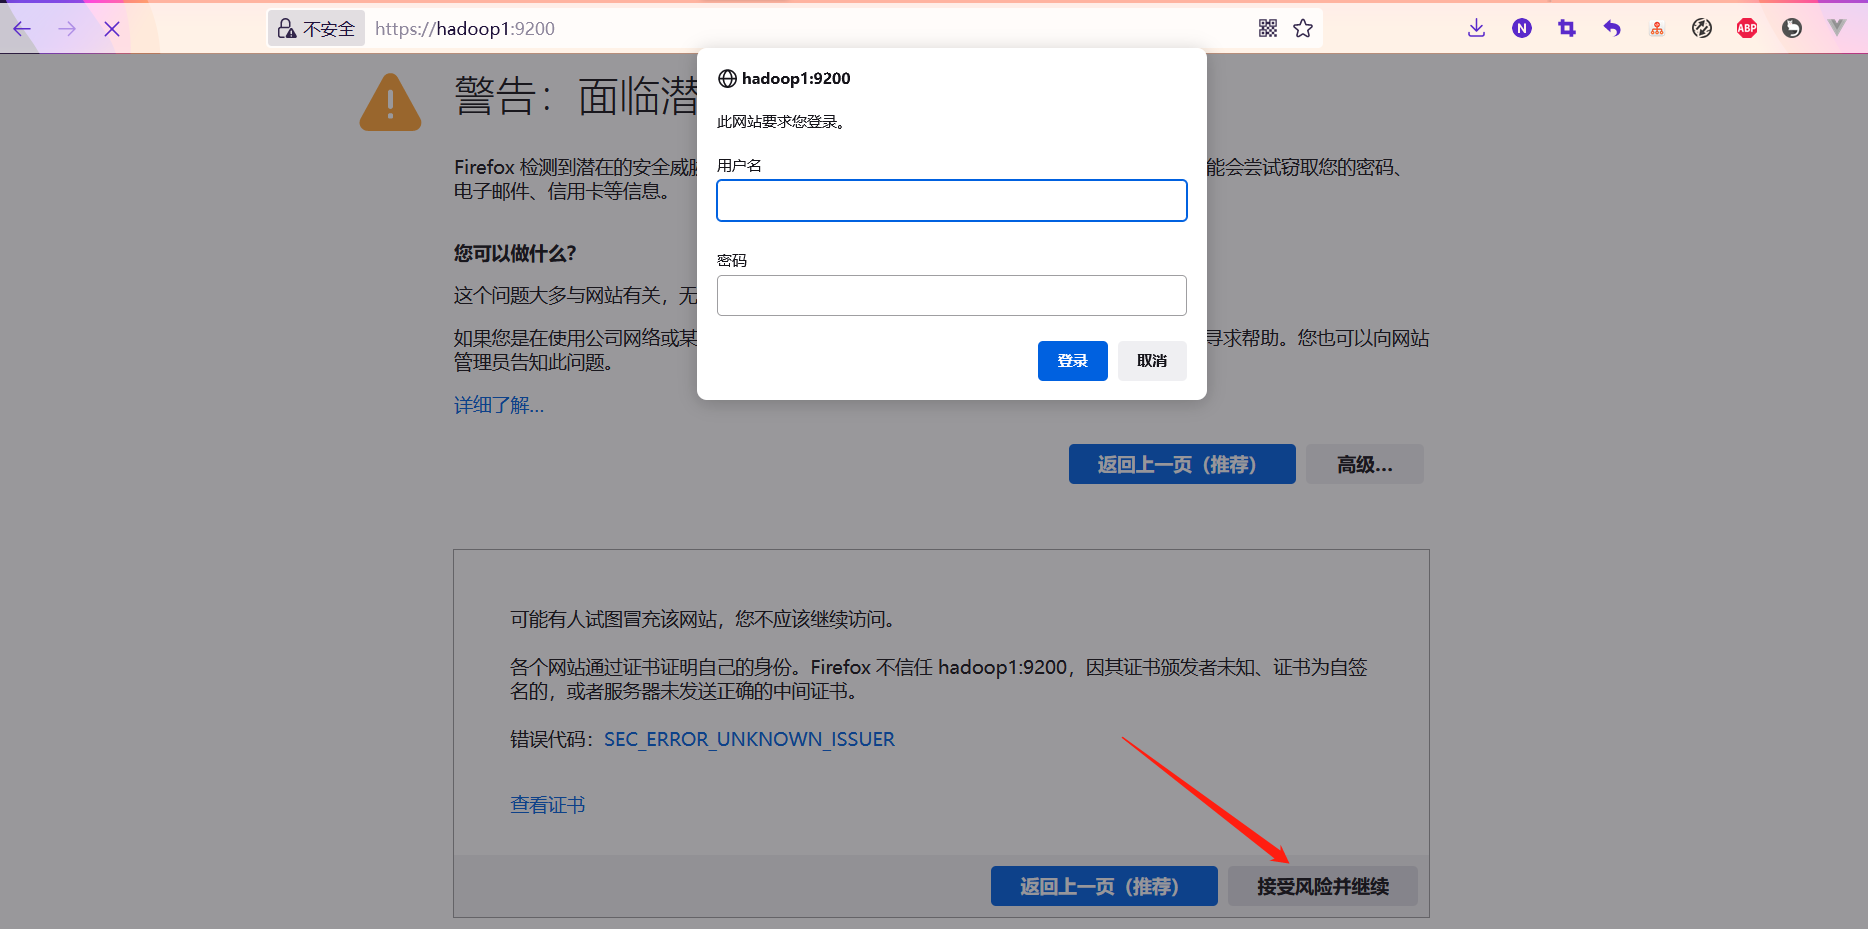 不安全 https://hadoop1:9200
N
ABP
hadoop1:9200
此网站要求您登录。
用户名
密码
登录 取消
警告：面临潜
Firefox 检测到潜在的安全威胁
能会尝试窃取您的密码、
电子邮件、信用卡等信息。
您可以做什么？
这个问题大多与网站有关，无
如果您是在使用公司网络或某
寻求帮助。您也可以向网站
管理员告知此问题。
详细了解...
返回上一页（推荐） 高级...
可能有人试图冒充该网站，您不应该继续访问。
各个网站通过证书证明自己的身份。Firefox 不信任 hadoop1:9200，因其证书颁发者未知、证书为自签
名的，或者服务器未发送正确的中间证书。
错误代码：SEC_ERROR_UNKNOWN_ISSUER
查看证书
返回上一页（推荐） 接受风险并继续